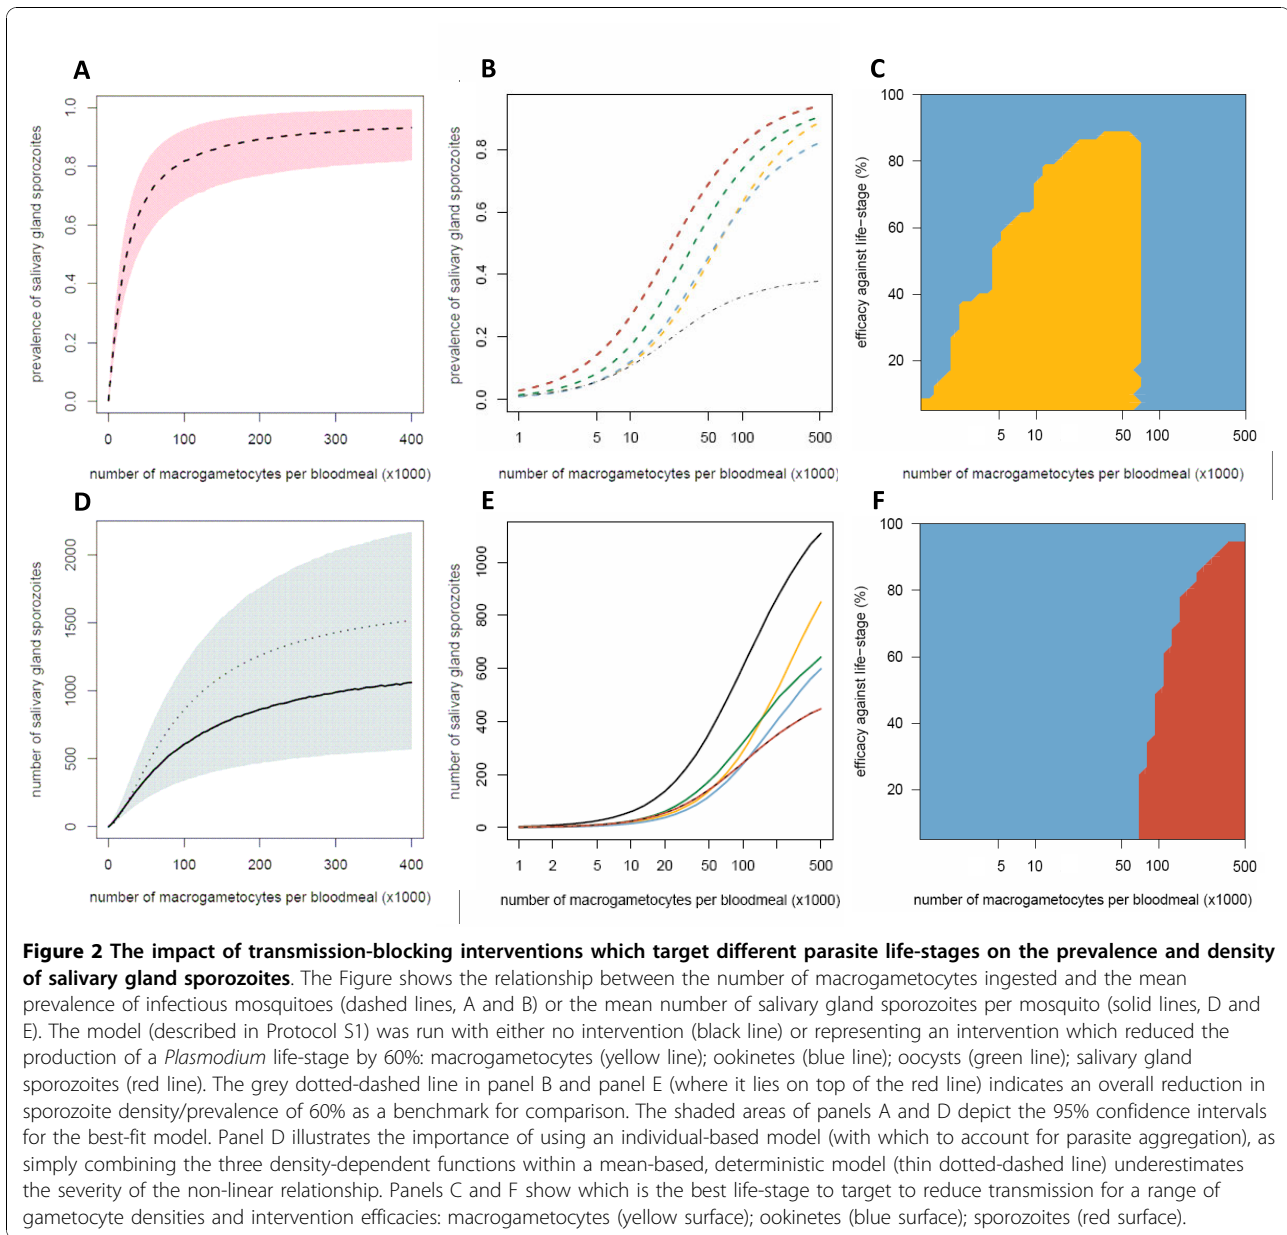 A
prevalence of salivary gland sporozoites
1.0
0.8
0.6
0.4
0.2
0.0
0 100 200 300 400
number of macrogametocytes per bloodmeal (x1000)
B
prevalence of salivary gland sporozoites
0.8
0.6
0.4
0.2
0.0
1 5 10 50 100 500
number of macrogametocytes per bloodmeal (x1000)
C
efficacy against life-stage (%)
100
80
60
40
20
5 10 50 100 500
number of macrogametocytes per bloodmeal (x1000)
D
number of salivary gland sporozoites
2000
1500
1000
500
0
0 100 200 300 400
number of macrogametocytes per bloodmeal (x1000)
E
number of salivary gland sporozoites
1000
800
600
400
200
0
1 2 5 10 20 50 100 500
number of macrogametocytes per bloodmeal (x1000)
F
efficacy against life-stage (%)
100
80
60
40
20
5 10 50 100 500
number of macrogametocytes per bloodmeal (x1000)
Figure 2 The impact of transmission-blocking interventions which target different parasite life-stages on the prevalence and density
of salivary gland sporozoites. The Figure shows the relationship between the number of macrogametocytes ingested and the mean
prevalence of infectious mosquitoes (dashed lines, A and B) or the mean number of salivary gland sporozoites per mosquito (solid lines, D and
E). The model (described in Protocol S1) was run with either no intervention (black line) or representing an intervention which reduced the
production of a Plasmodium life-stage by 60%: macrogametocytes (yellow line); ookinetes (blue line); oocysts (green line); salivary gland
sporozoites (red line). The grey dotted-dashed line in panel B and panel E (where it lies on top of the red line) indicates an overall reduction in
sporozoite density/prevalence of 60% as a benchmark for comparison. The shaded areas of panels A and D depict the 95% confidence intervals
for the best-fit model. Panel D illustrates the importance of using an individual-based model (with which to account for parasite aggregation), as
simply combining the three density-dependent functions within a mean-based, deterministic model (thin dotted-dashed line) underestimates
the severity of the non-linear relationship. Panels C and F show which is the best life-stage to target to reduce transmission for a range of
gametocyte densities and intervention efficacies: macrogametocytes (yellow surface); ookinetes (blue surface); sporozoites (red surface).